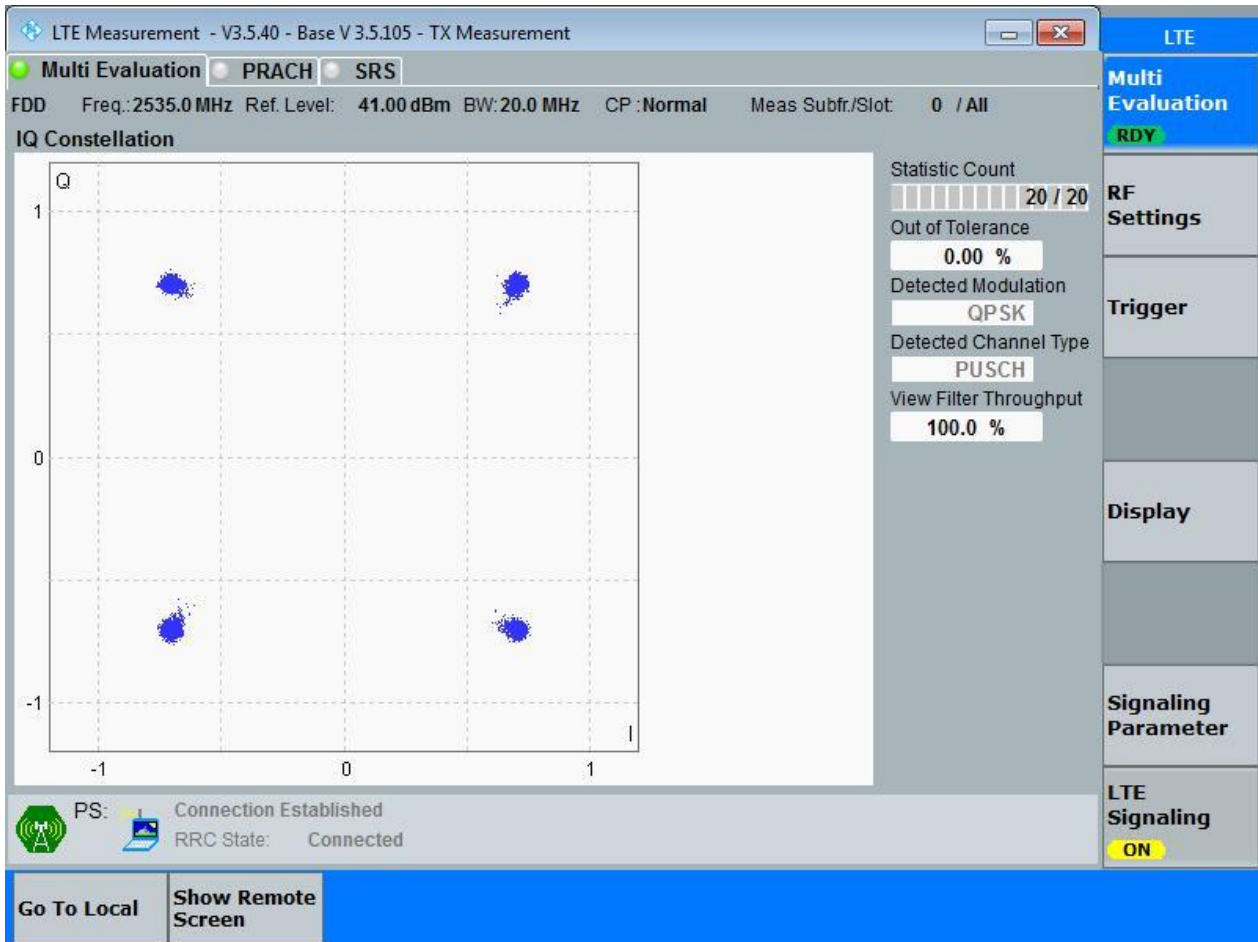 LTE Measurement - V3.5.40 - Base V 3.5.105 - TX Measurement
LTE
Multi Evaluation PRACH SRS
Multi
Evaluation
RDY
FDD Freq.: 2535.0 MHz Ref. Level: 41.00 dBm BW: 20.0 MHz CP : Normal Meas Subfr./Slot: 0 / All
IQ Constellation
Q
1
0
-1
I
-1 0 1
Statistic Count
20 / 20
Out of Tolerance
0.00 %
Detected Modulation
QPSK
Detected Channel Type
PUSCH
View Filter Throughput
100.0 %
RF
Settings
Trigger
Display
Signaling
Parameter
LTE
Signaling
ON
PS: Connection Established
RRC State: Connected
Go To Local
Show Remote
Screen